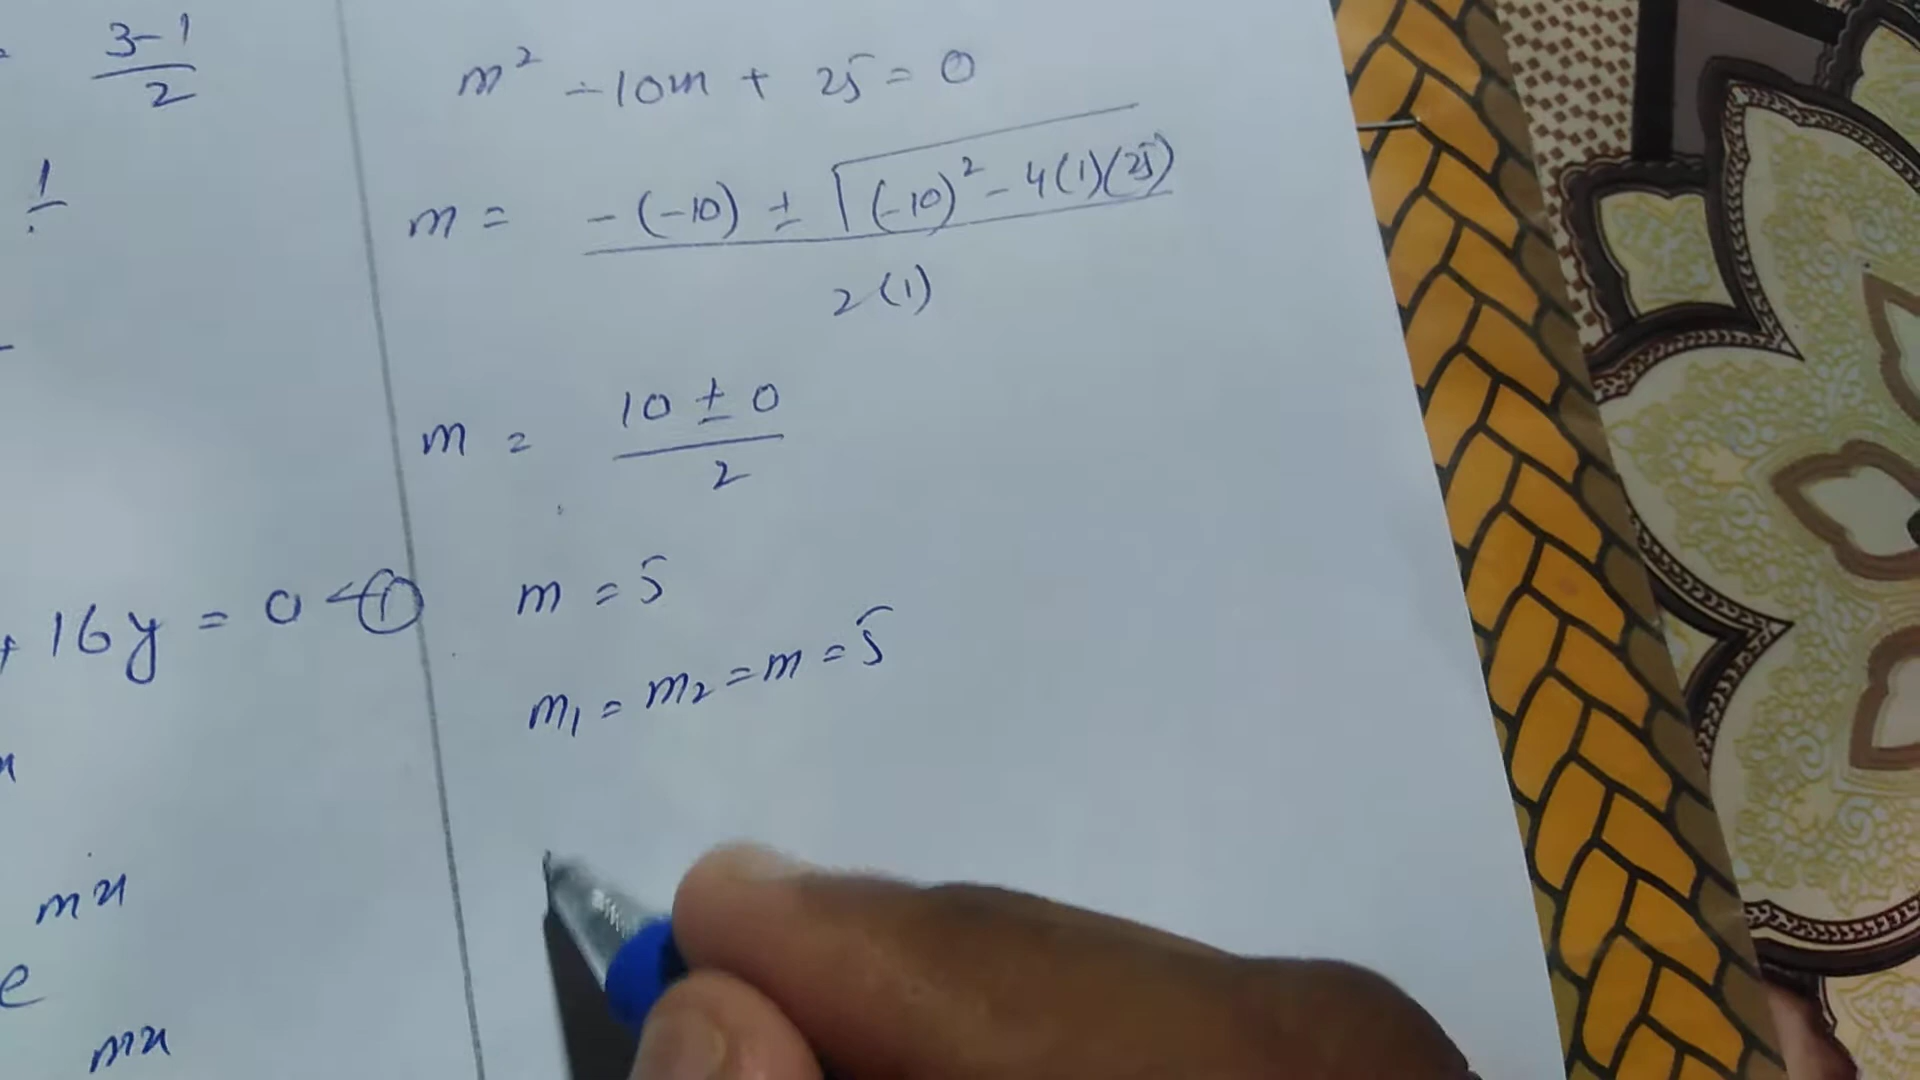 3-1
2
1
+ 16y = 0 ←①
mx
e
mx
m² - 10m + 25 = 0
m = -(-10) ± √(-10)² - 4(1)(25)
2(1)
m = 10 ± 0
2
m = 5
m₁ = m₂ = m = 5